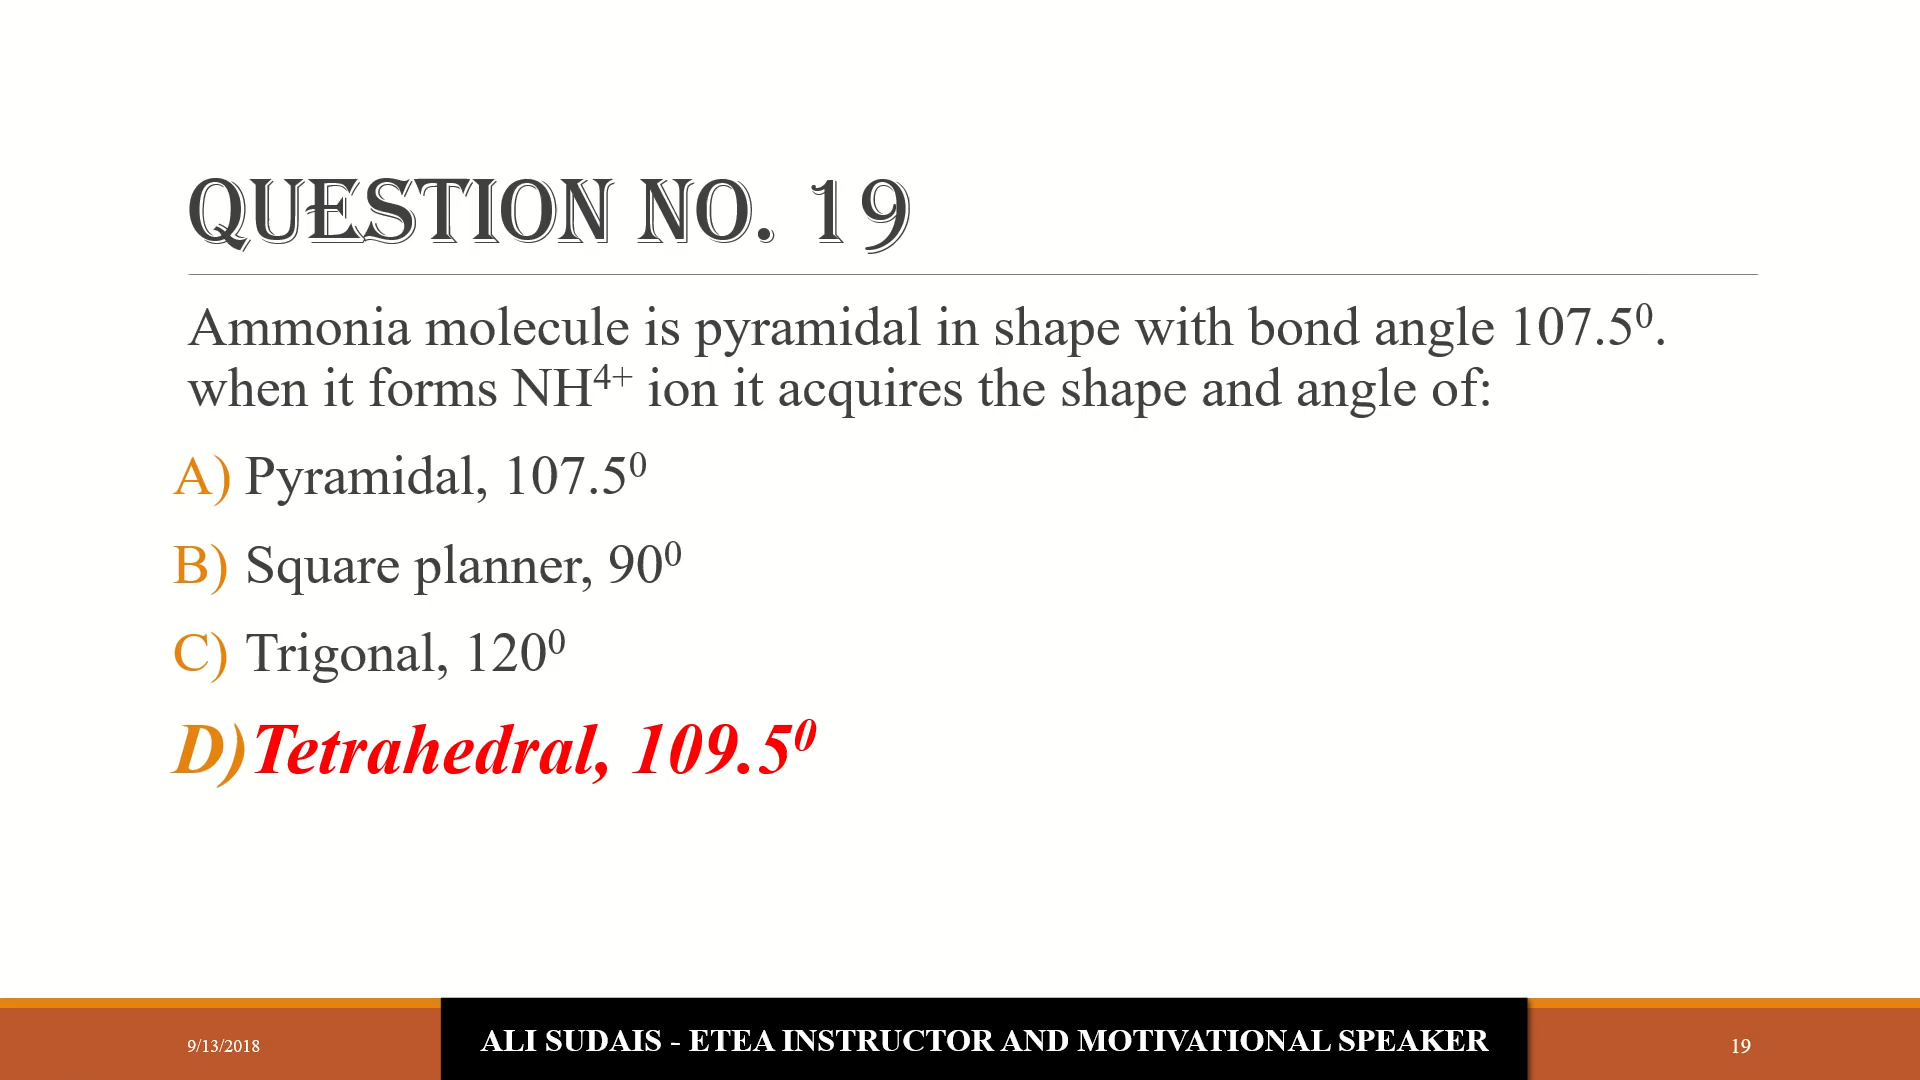 QUESTION NO. 19
Ammonia molecule is pyramidal in shape with bond angle 107.5⁰.
when it forms NH⁴⁺ ion it acquires the shape and angle of:
A) Pyramidal, 107.5⁰
B) Square planner, 90⁰
C) Trigonal, 120⁰
D)Tetrahedral, 109.5⁰
9/13/2018
ALI SUDAIS - ETEA INSTRUCTOR AND MOTIVATIONAL SPEAKER
19